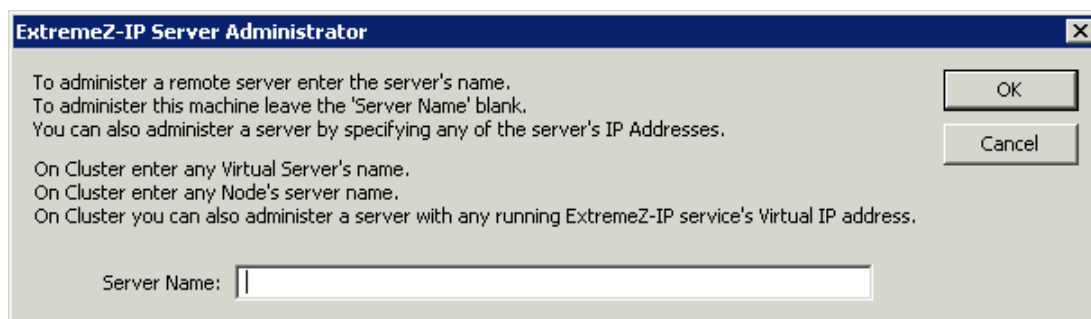 ExtremeZ-IP Server Administrator
To administer a remote server enter the server's name.
To administer this machine leave the 'Server Name' blank.
You can also administer a server by specifying any of the server's IP Addresses.
On Cluster enter any Virtual Server's name.
On Cluster enter any Node's server name.
On Cluster you can also administer a server with any running ExtremeZ-IP service's Virtual IP address.
OK
Cancel
Server Name: